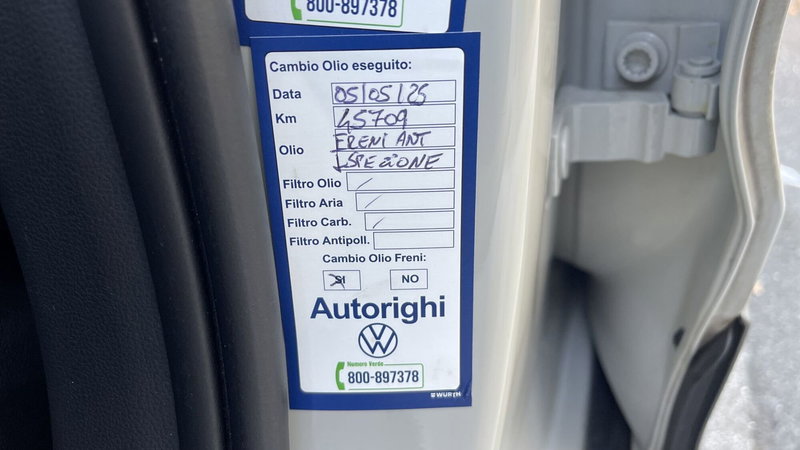 800-897378
Cambio Olio eseguito:
Data 05/05/25
Km 45709
Olio FRENI ANT
ISPEZIONE
Filtro Olio /
Filtro Aria /
Filtro Carb. /
Filtro Antipoll.
Cambio Olio Freni:
SI NO
Autorighi
Numero Verde
800-897378
WÜRTH